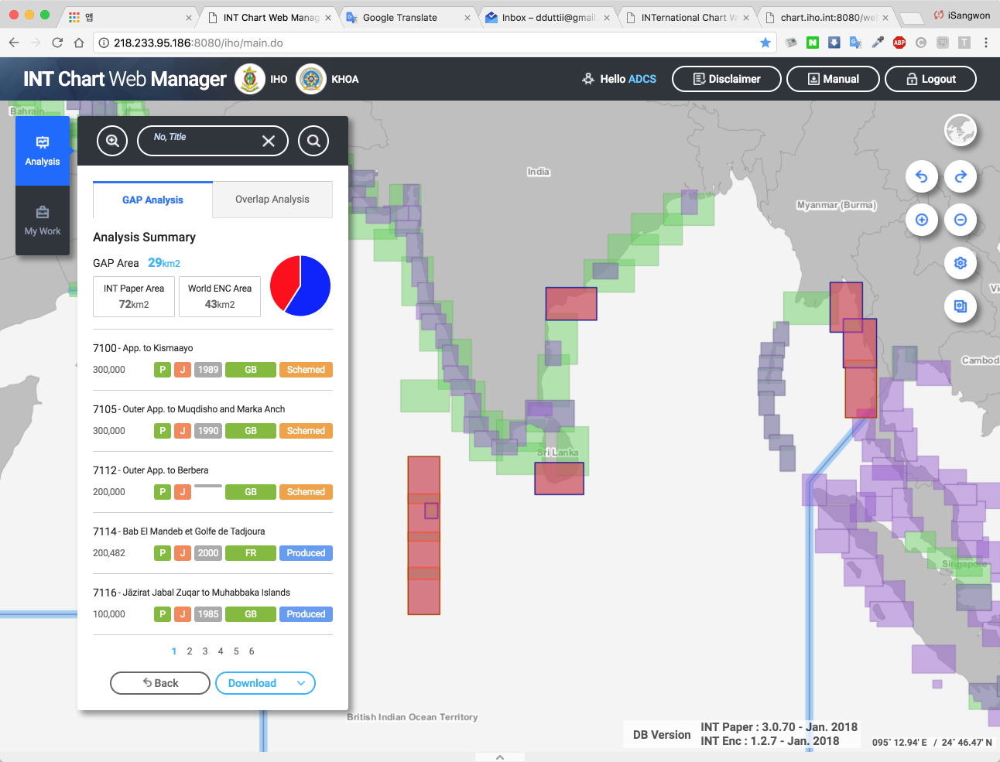 앱
INT Chart Web Manag
Google Translate
Inbox – dduttii@gmail
INTernational Chart W
chart.iho.int:8080/we
iSangwon
218.233.95.186:8080/iho/main.do
N
ABP
C
T
INT Chart Web Manager
IHO
KHOA
Hello ADCS
Disclaimer
Manual
Logout
Bahrain
Analysis
My Work
No, Title
GAP Analysis
Overlap Analysis
Analysis Summary
GAP Area 29km2
INT Paper Area
72km2
World ENC Area
43km2
7100 - App. to Kismaayo
300,000 P J 1989 GB Schemed
7105 - Outer App. to Muqdisho and Marka Anch
300,000 P J 1990 GB Schemed
7112 - Outer App. to Berbera
200,000 P J GB Schemed
7114 - Bab El Mandeb et Golfe de Tadjoura
200,482 P J 2000 FR Produced
7116 - Jāzirat Jabal Zuqar to Muhabbaka Islands
100,000 P J 1985 GB Produced
1 2 3 4 5 6
Back
Download
India
Myanmar (Burma)
Vi
Cambod
Sri Lanka
Singapore
British Indian Ocean Territory
DB Version
INT Paper : 3.0.70 - Jan. 2018
INT Enc : 1.2.7 - Jan. 2018
095° 12.94' E / 24° 46.47' N